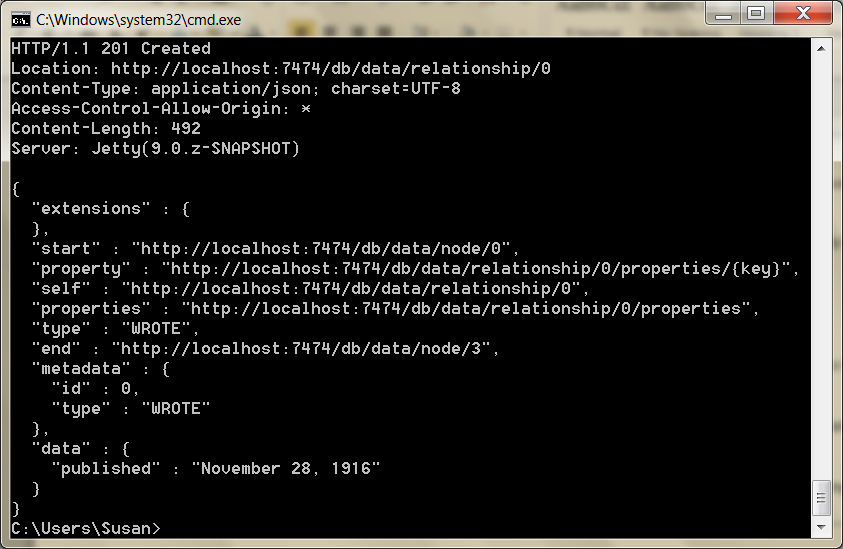 C:\Windows\system32\cmd.exe
HTTP/1.1 201 Created
Location: http://localhost:7474/db/data/relationship/0
Content-Type: application/json; charset=UTF-8
Access-Control-Allow-Origin: *
Content-Length: 492
Server: Jetty(9.0.z-SNAPSHOT)

{
  "extensions" : {
  },
  "start" : "http://localhost:7474/db/data/node/0",
  "property" : "http://localhost:7474/db/data/relationship/0/properties/{key}",
  "self" : "http://localhost:7474/db/data/relationship/0",
  "properties" : "http://localhost:7474/db/data/relationship/0/properties",
  "type" : "WROTE",
  "end" : "http://localhost:7474/db/data/node/3",
  "metadata" : {
    "id" : 0,
    "type" : "WROTE"
  },
  "data" : {
    "published" : "November 28, 1916"
  }
}
C:\Users\Susan>